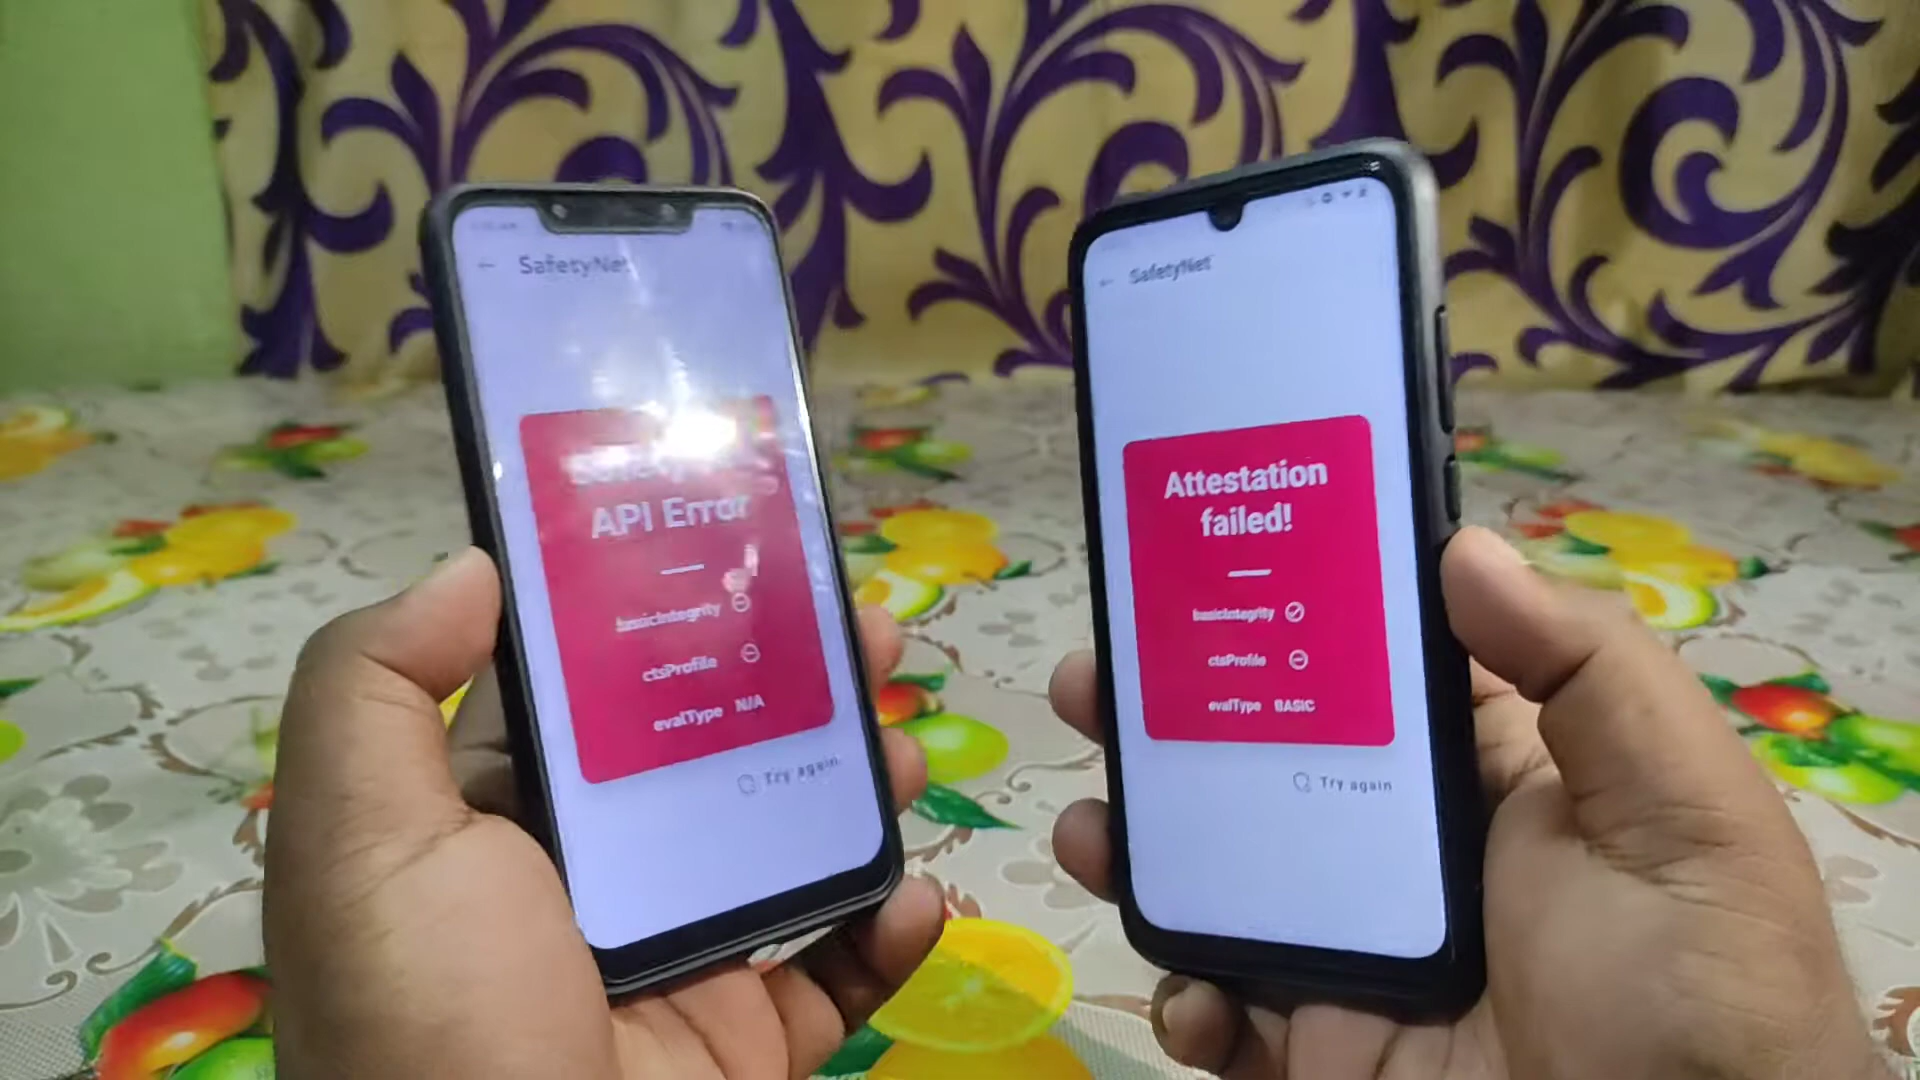 SafetyNet
API Error
basicIntegrity
ctsProfile
evalType N/A
Try again
SafetyNet
Attestation
failed!
basicIntegrity
ctsProfile
evalType BASIC
Try again